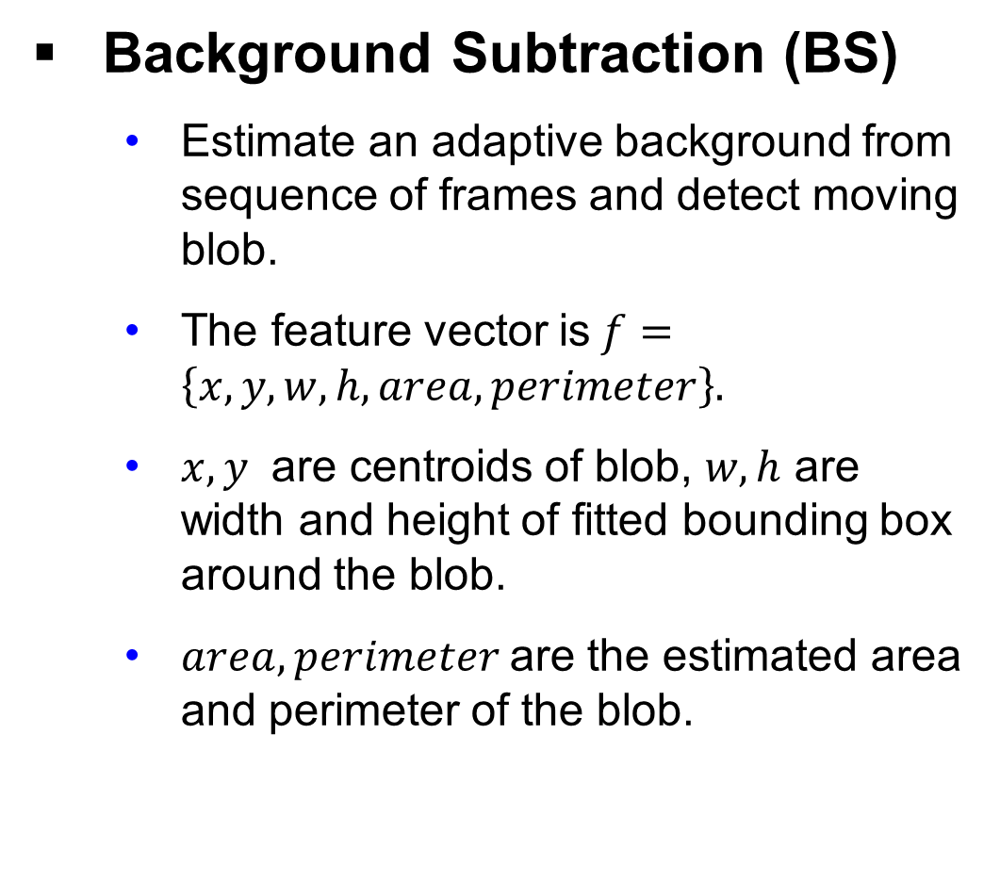 ▪ Background Subtraction (BS)
• Estimate an adaptive background from
sequence of frames and detect moving
blob.
• The feature vector is 𝑓 =
{𝑥, 𝑦, 𝑤, ℎ, 𝑎𝑟𝑒𝑎, 𝑝𝑒𝑟𝑖𝑚𝑒𝑡𝑒𝑟}.
• 𝑥, 𝑦 are centroids of blob, 𝑤, ℎ are
width and height of fitted bounding box
around the blob.
• 𝑎𝑟𝑒𝑎, 𝑝𝑒𝑟𝑖𝑚𝑒𝑡𝑒𝑟 are the estimated area
and perimeter of the blob.